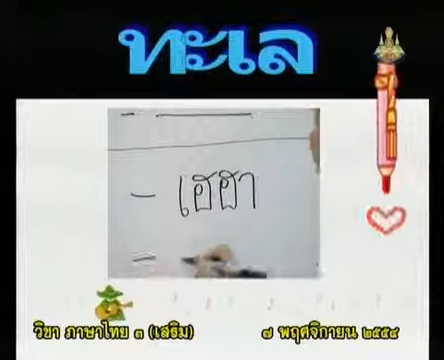 ทะเล
– เฮฮา
วิชา ภาษาไทย ๓ (เสริม)
๗ พฤศจิกายน ๒๕๕๔